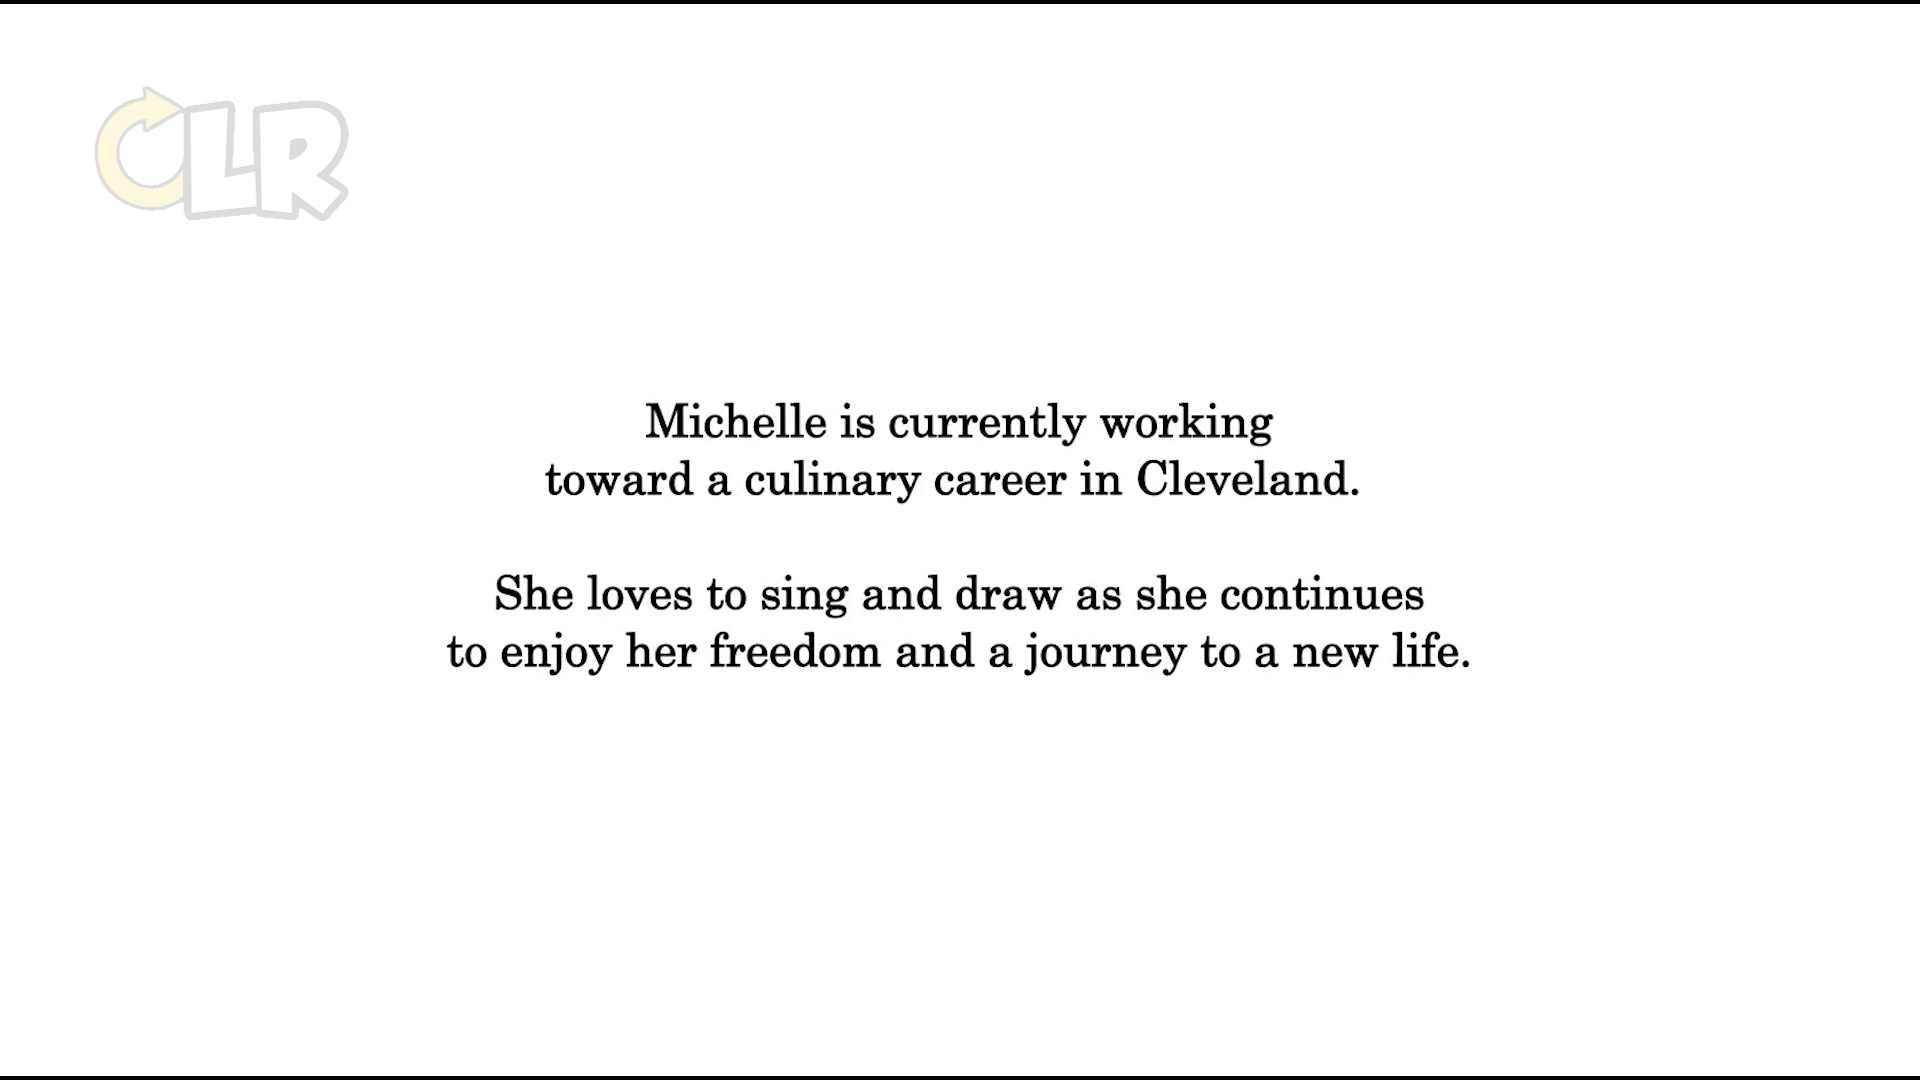 CLR
Michelle is currently working
toward a culinary career in Cleveland.
She loves to sing and draw as she continues
to enjoy her freedom and a journey to a new life.